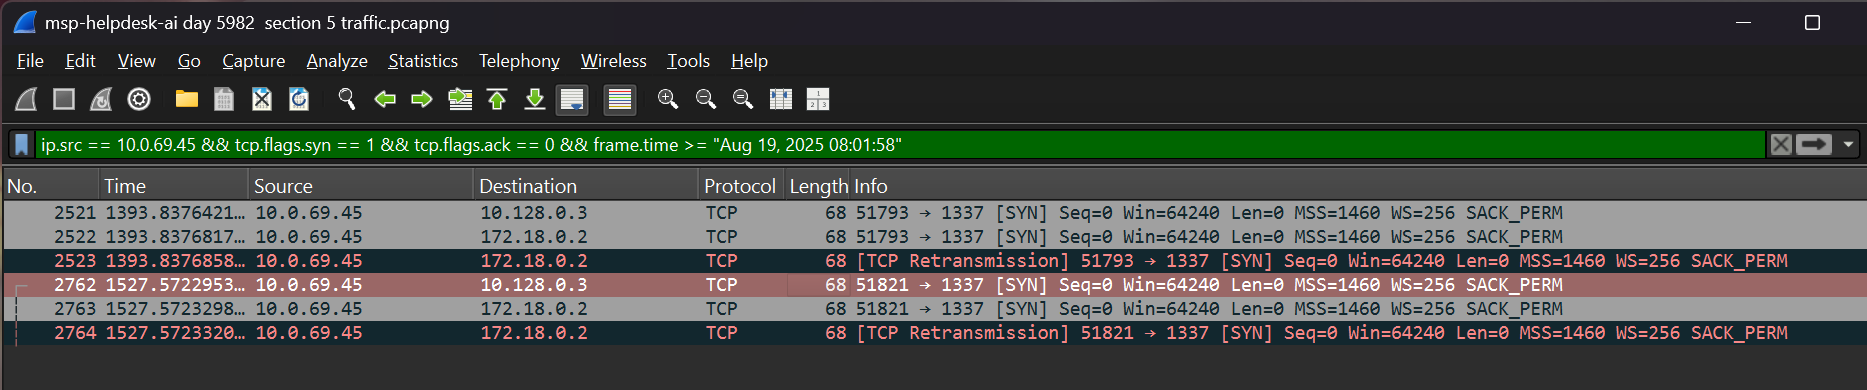 msp-helpdesk-ai day 5982  section 5 traffic.pcapng
File Edit View Go Capture Analyze Statistics Telephony Wireless Tools Help
ip.src == 10.0.69.45 && tcp.flags.syn == 1 && tcp.flags.ack == 0 && frame.time >= "Aug 19, 2025 08:01:58"
No. Time Source Destination Protocol Length Info
2521 1393.8376421… 10.0.69.45 10.128.0.3 TCP 68 51793 → 1337 [SYN] Seq=0 Win=64240 Len=0 MSS=1460 WS=256 SACK_PERM
2522 1393.8376817… 10.0.69.45 172.18.0.2 TCP 68 51793 → 1337 [SYN] Seq=0 Win=64240 Len=0 MSS=1460 WS=256 SACK_PERM
2523 1393.8376858… 10.0.69.45 172.18.0.2 TCP 68 [TCP Retransmission] 51793 → 1337 [SYN] Seq=0 Win=64240 Len=0 MSS=1460 WS=256 SACK_PERM
2762 1527.5722953… 10.0.69.45 10.128.0.3 TCP 68 51821 → 1337 [SYN] Seq=0 Win=64240 Len=0 MSS=1460 WS=256 SACK_PERM
2763 1527.5723298… 10.0.69.45 172.18.0.2 TCP 68 51821 → 1337 [SYN] Seq=0 Win=64240 Len=0 MSS=1460 WS=256 SACK_PERM
2764 1527.5723320… 10.0.69.45 172.18.0.2 TCP 68 [TCP Retransmission] 51821 → 1337 [SYN] Seq=0 Win=64240 Len=0 MSS=1460 WS=256 SACK_PERM